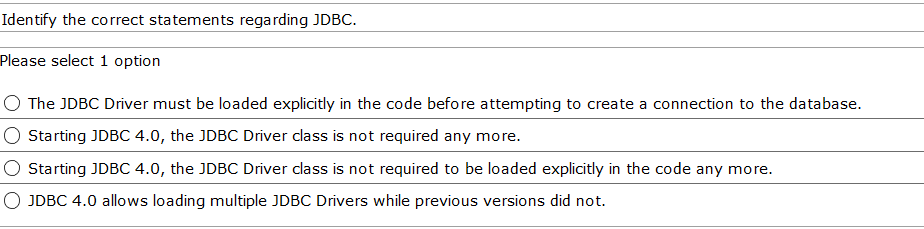 Identify the correct statements regarding JDBC.
Please select 1 option
The JDBC Driver must be loaded explicitly in the code before attempting to create a connection to the database.
Starting JDBC 4.0, the JDBC Driver class is not required any more.
Starting JDBC 4.0, the JDBC Driver class is not required to be loaded explicitly in the code any more.
JDBC 4.0 allows loading multiple JDBC Drivers while previous versions did not.